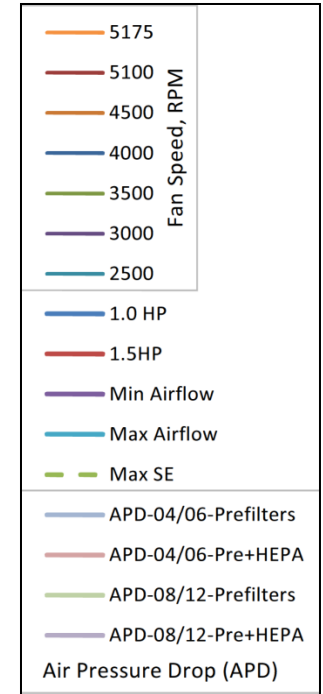 5175
5100
4500
4000
3500
3000
2500
Fan Speed, RPM
1.0 HP
1.5HP
Min Airflow
Max Airflow
Max SE
APD-04/06-Prefilters
APD-04/06-Pre+HEPA
APD-08/12-Prefilters
APD-08/12-Pre+HEPA
Air Pressure Drop (APD)